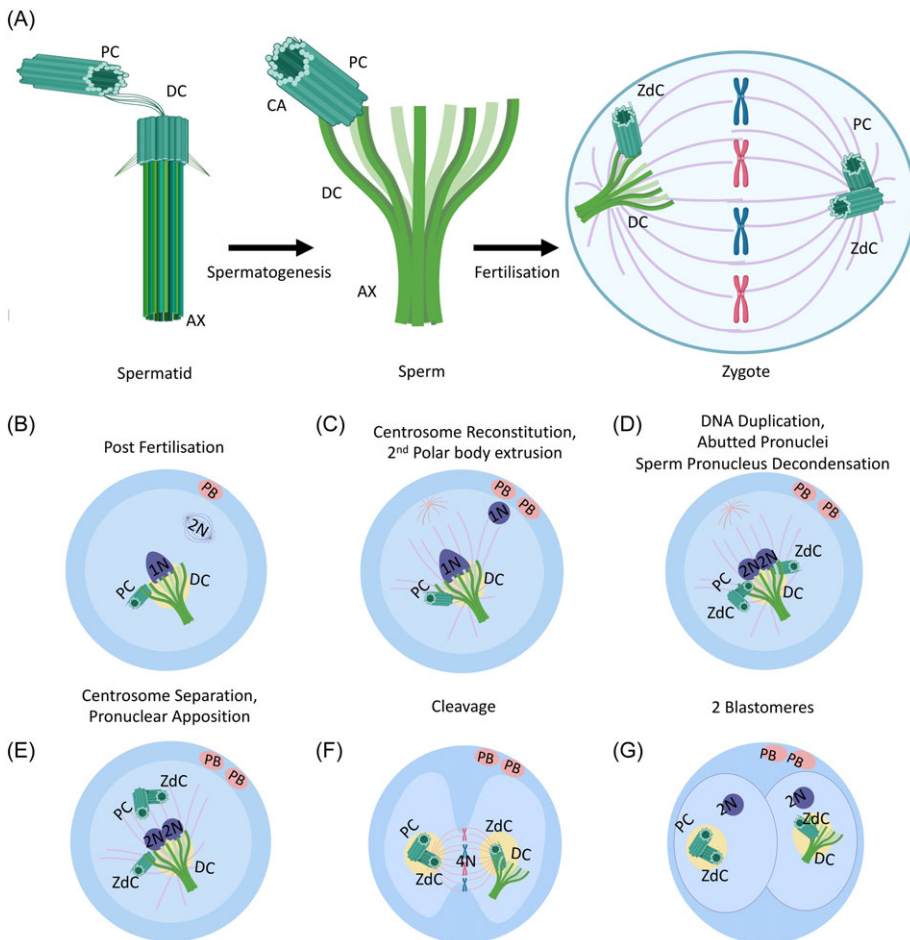 (A)
PC
DC
AX
Spermatid
Spermatogenesis
PC
CA
DC
AX
Sperm
Fertilisation
ZdC
PC
DC
ZdC
Zygote
(B)
Post Fertilisation
PB
2N
1N
PC
DC
(C)
Centrosome Reconstitution,
2nd Polar body extrusion
PB
PB
1N
1N
PC
DC
(D)
DNA Duplication,
Abutted Pronuclei
Sperm Pronucleus Decondensation
PB
PB
ZdC
2N
2N
PC
DC
ZdC
(E)
Centrosome Separation,
Pronuclear Apposition
PB
PB
ZdC
PC
2N
2N
DC
ZdC
(F)
Cleavage
PB
PB
PC
ZdC
4N
DC
ZdC
(G)
2 Blastomeres
PB
PB
2N
2N
PC
ZdC
DC
ZdC